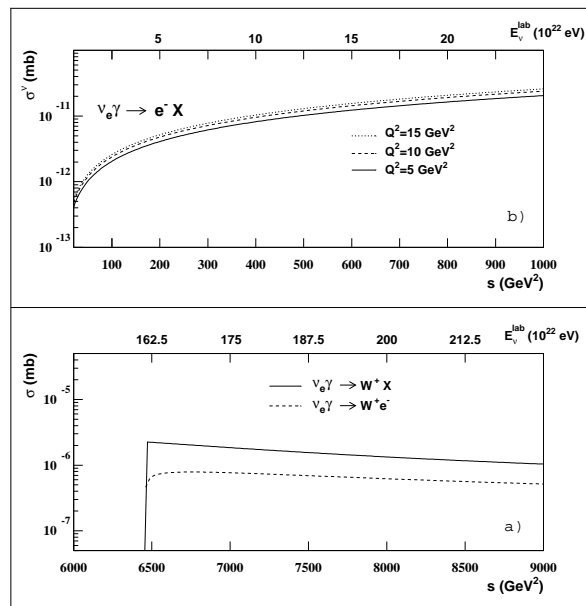 5 10 15 20 E_ν^lab (10^22 eV)
σ^ν (mb)
10^-11
10^-12
10^-13
ν_e γ → e^- X
Q^2=15 GeV^2
Q^2=10 GeV^2
Q^2=5 GeV^2
b)
100 200 300 400 500 600 700 800 900 1000
s (GeV^2)
162.5 175 187.5 200 212.5 E_ν^lab (10^22 eV)
σ (mb)
10^-5
10^-6
10^-7
ν_e γ → W^+ X
ν_e γ → W^+ e^-
a)
6000 6500 7000 7500 8000 8500 9000
s (GeV^2)